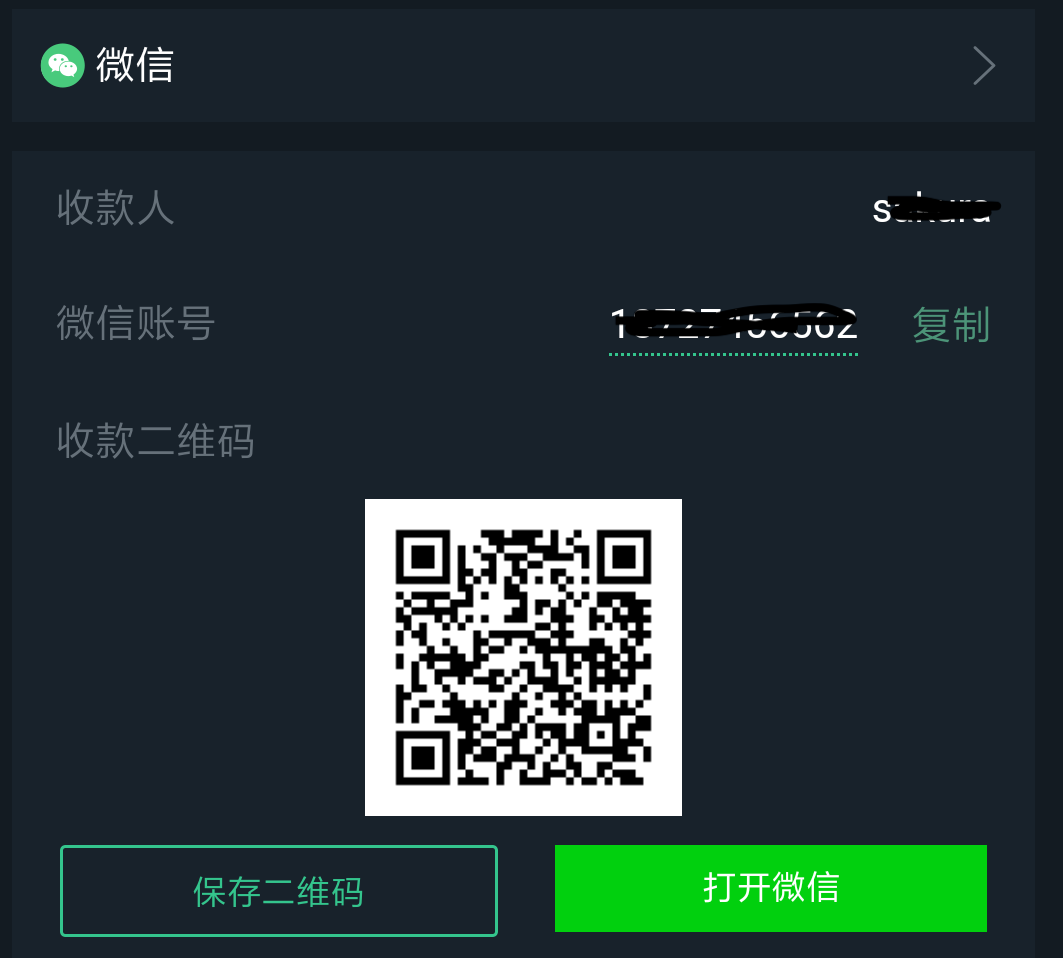 微信
收款人
微信账号 复制
收款二维码
保存二维码 打开微信